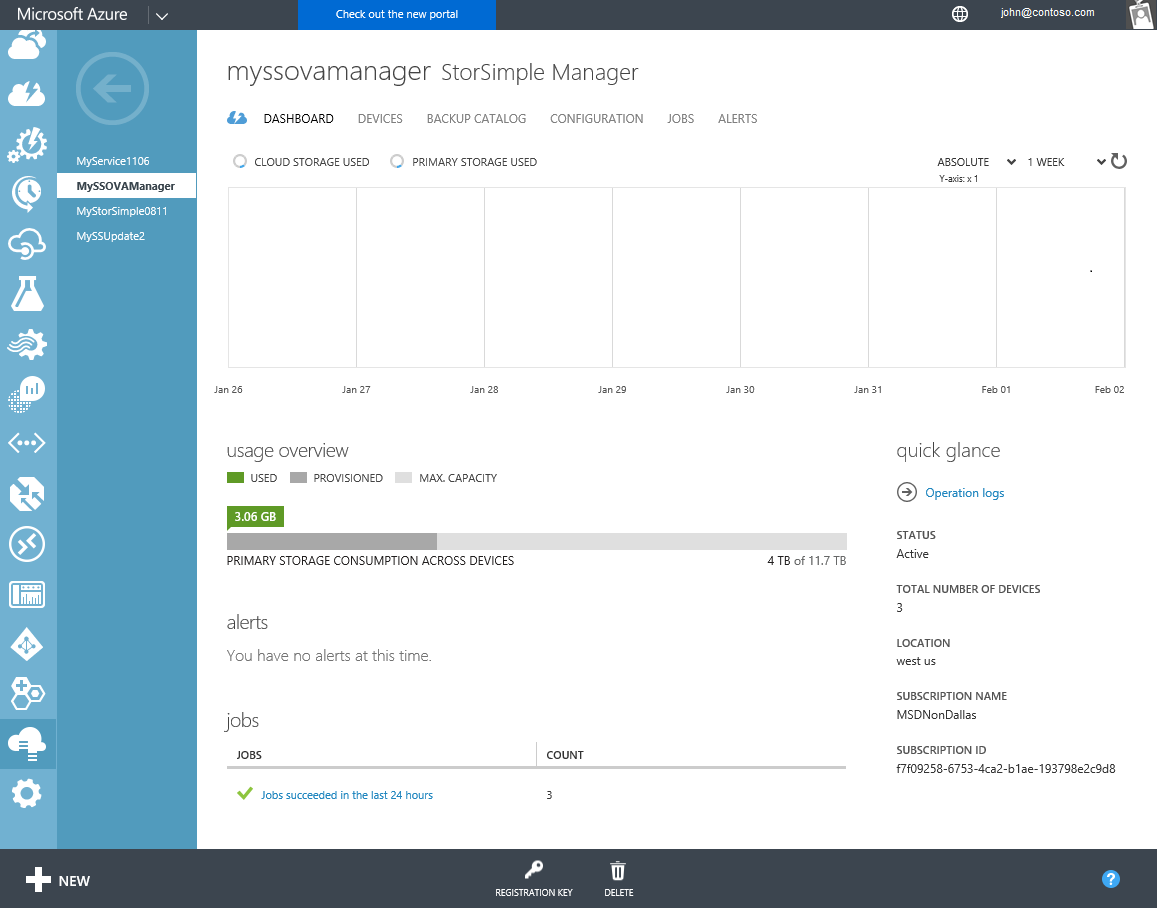 Microsoft Azure
Check out the new portal
john@contoso.com
MyService1106
MySSOVAManager
MyStorSimple0811
MySSUpdate2
myssovamanager StorSimple Manager
DASHBOARD DEVICES BACKUP CATALOG CONFIGURATION JOBS ALERTS
CLOUD STORAGE USED PRIMARY STORAGE USED
ABSOLUTE 1 WEEK
Y-axis: x 1
Jan 26 Jan 27 Jan 28 Jan 29 Jan 30 Jan 31 Feb 01 Feb 02
usage overview
USED PROVISIONED MAX. CAPACITY
3.06 GB
PRIMARY STORAGE CONSUMPTION ACROSS DEVICES 4 TB of 11.7 TB
alerts
You have no alerts at this time.
jobs
JOBS COUNT
Jobs succeeded in the last 24 hours 3
quick glance
Operation logs
STATUS
Active
TOTAL NUMBER OF DEVICES
3
LOCATION
west us
SUBSCRIPTION NAME
MSDNonDallas
SUBSCRIPTION ID
f7f09258-6753-4ca2-b1ae-193798e2c9d8
NEW
REGISTRATION KEY
DELETE
?